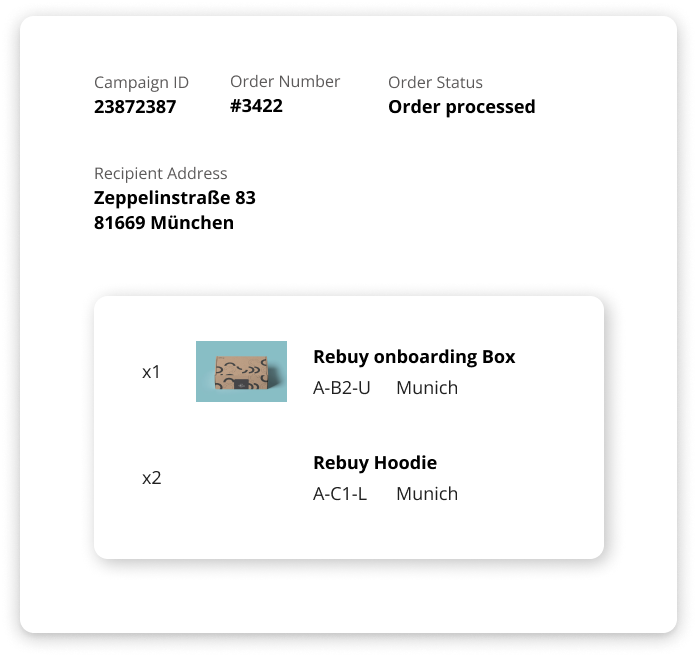 Campaign ID
23872387
Order Number
#3422
Order Status
Order processed
Recipient Address
Zeppelinstraße 83
81669 München
x1
Rebuy onboarding Box
A-B2-U Munich
x2
Rebuy Hoodie
A-C1-L Munich